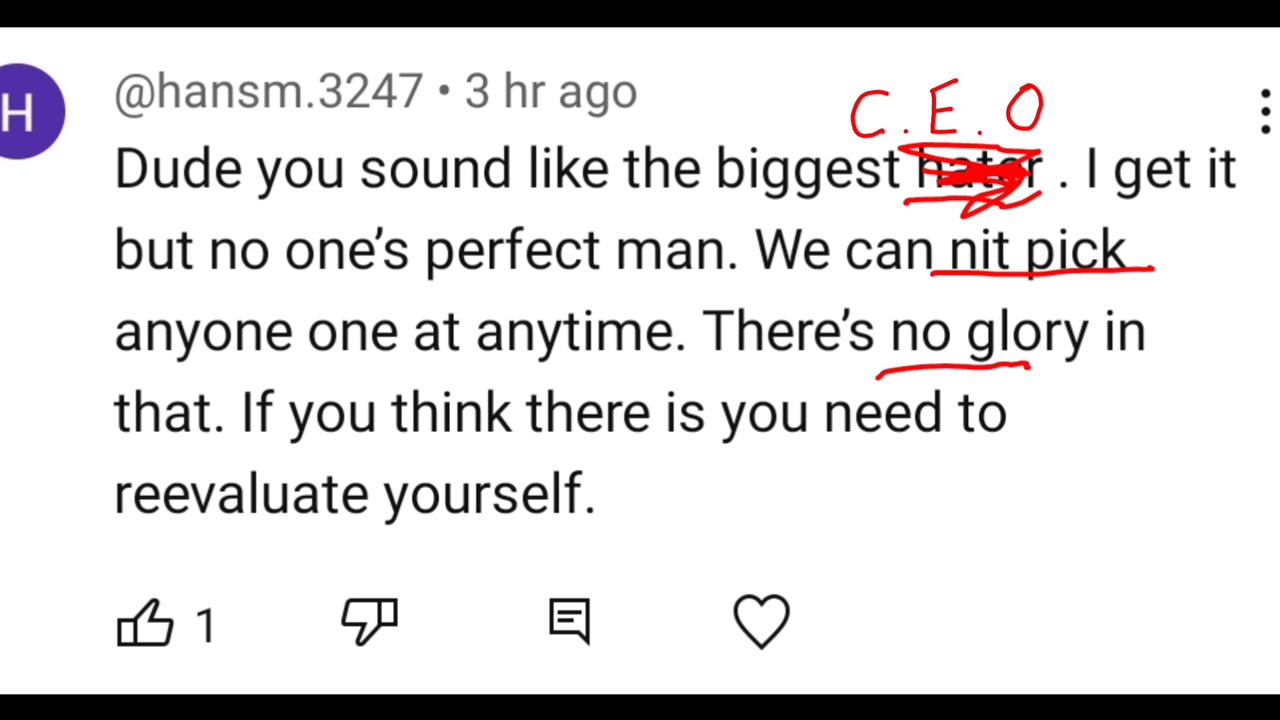 H
@hansm.3247 • 3 hr ago
C.E.O
Dude you sound like the biggest hater . I get it
but no one's perfect man. We can nit pick
anyone one at anytime. There's no glory in
that. If you think there is you need to
reevaluate yourself.
1